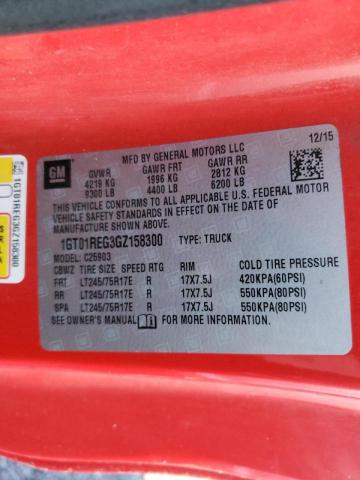 12/15
MFD BY GENERAL MOTORS LLC
GM
GVWR GAWR FRT GAWR RR
4218 KG 1996 KG 2812 KG
9300 LB 4400 LB 6200 LB
THIS VEHICLE CONFORMS TO ALL APPLICABLE U.S. FEDERAL MOTOR
VEHICLE SAFETY STANDARDS IN EFFECT ON THE DATE OF
MANUFACTURE SHOWN ABOVE.
1GT01REG3GZ158300 TYPE: TRUCK
MODEL: C25903
CBWZ TIRE SIZE SPEED RTG RIM COLD TIRE PRESSURE
FRT LT245/75R17E R 17X7.5J 420KPA(60PSI)
RR LT245/75R17E R 17X7.5J 550KPA(80PSI)
SPA LT245/75R17E R 17X7.5J 550KPA(80PSI)
SEE OWNER'S MANUAL FOR MORE INFORMATION.
1GT01REG3GZ158300